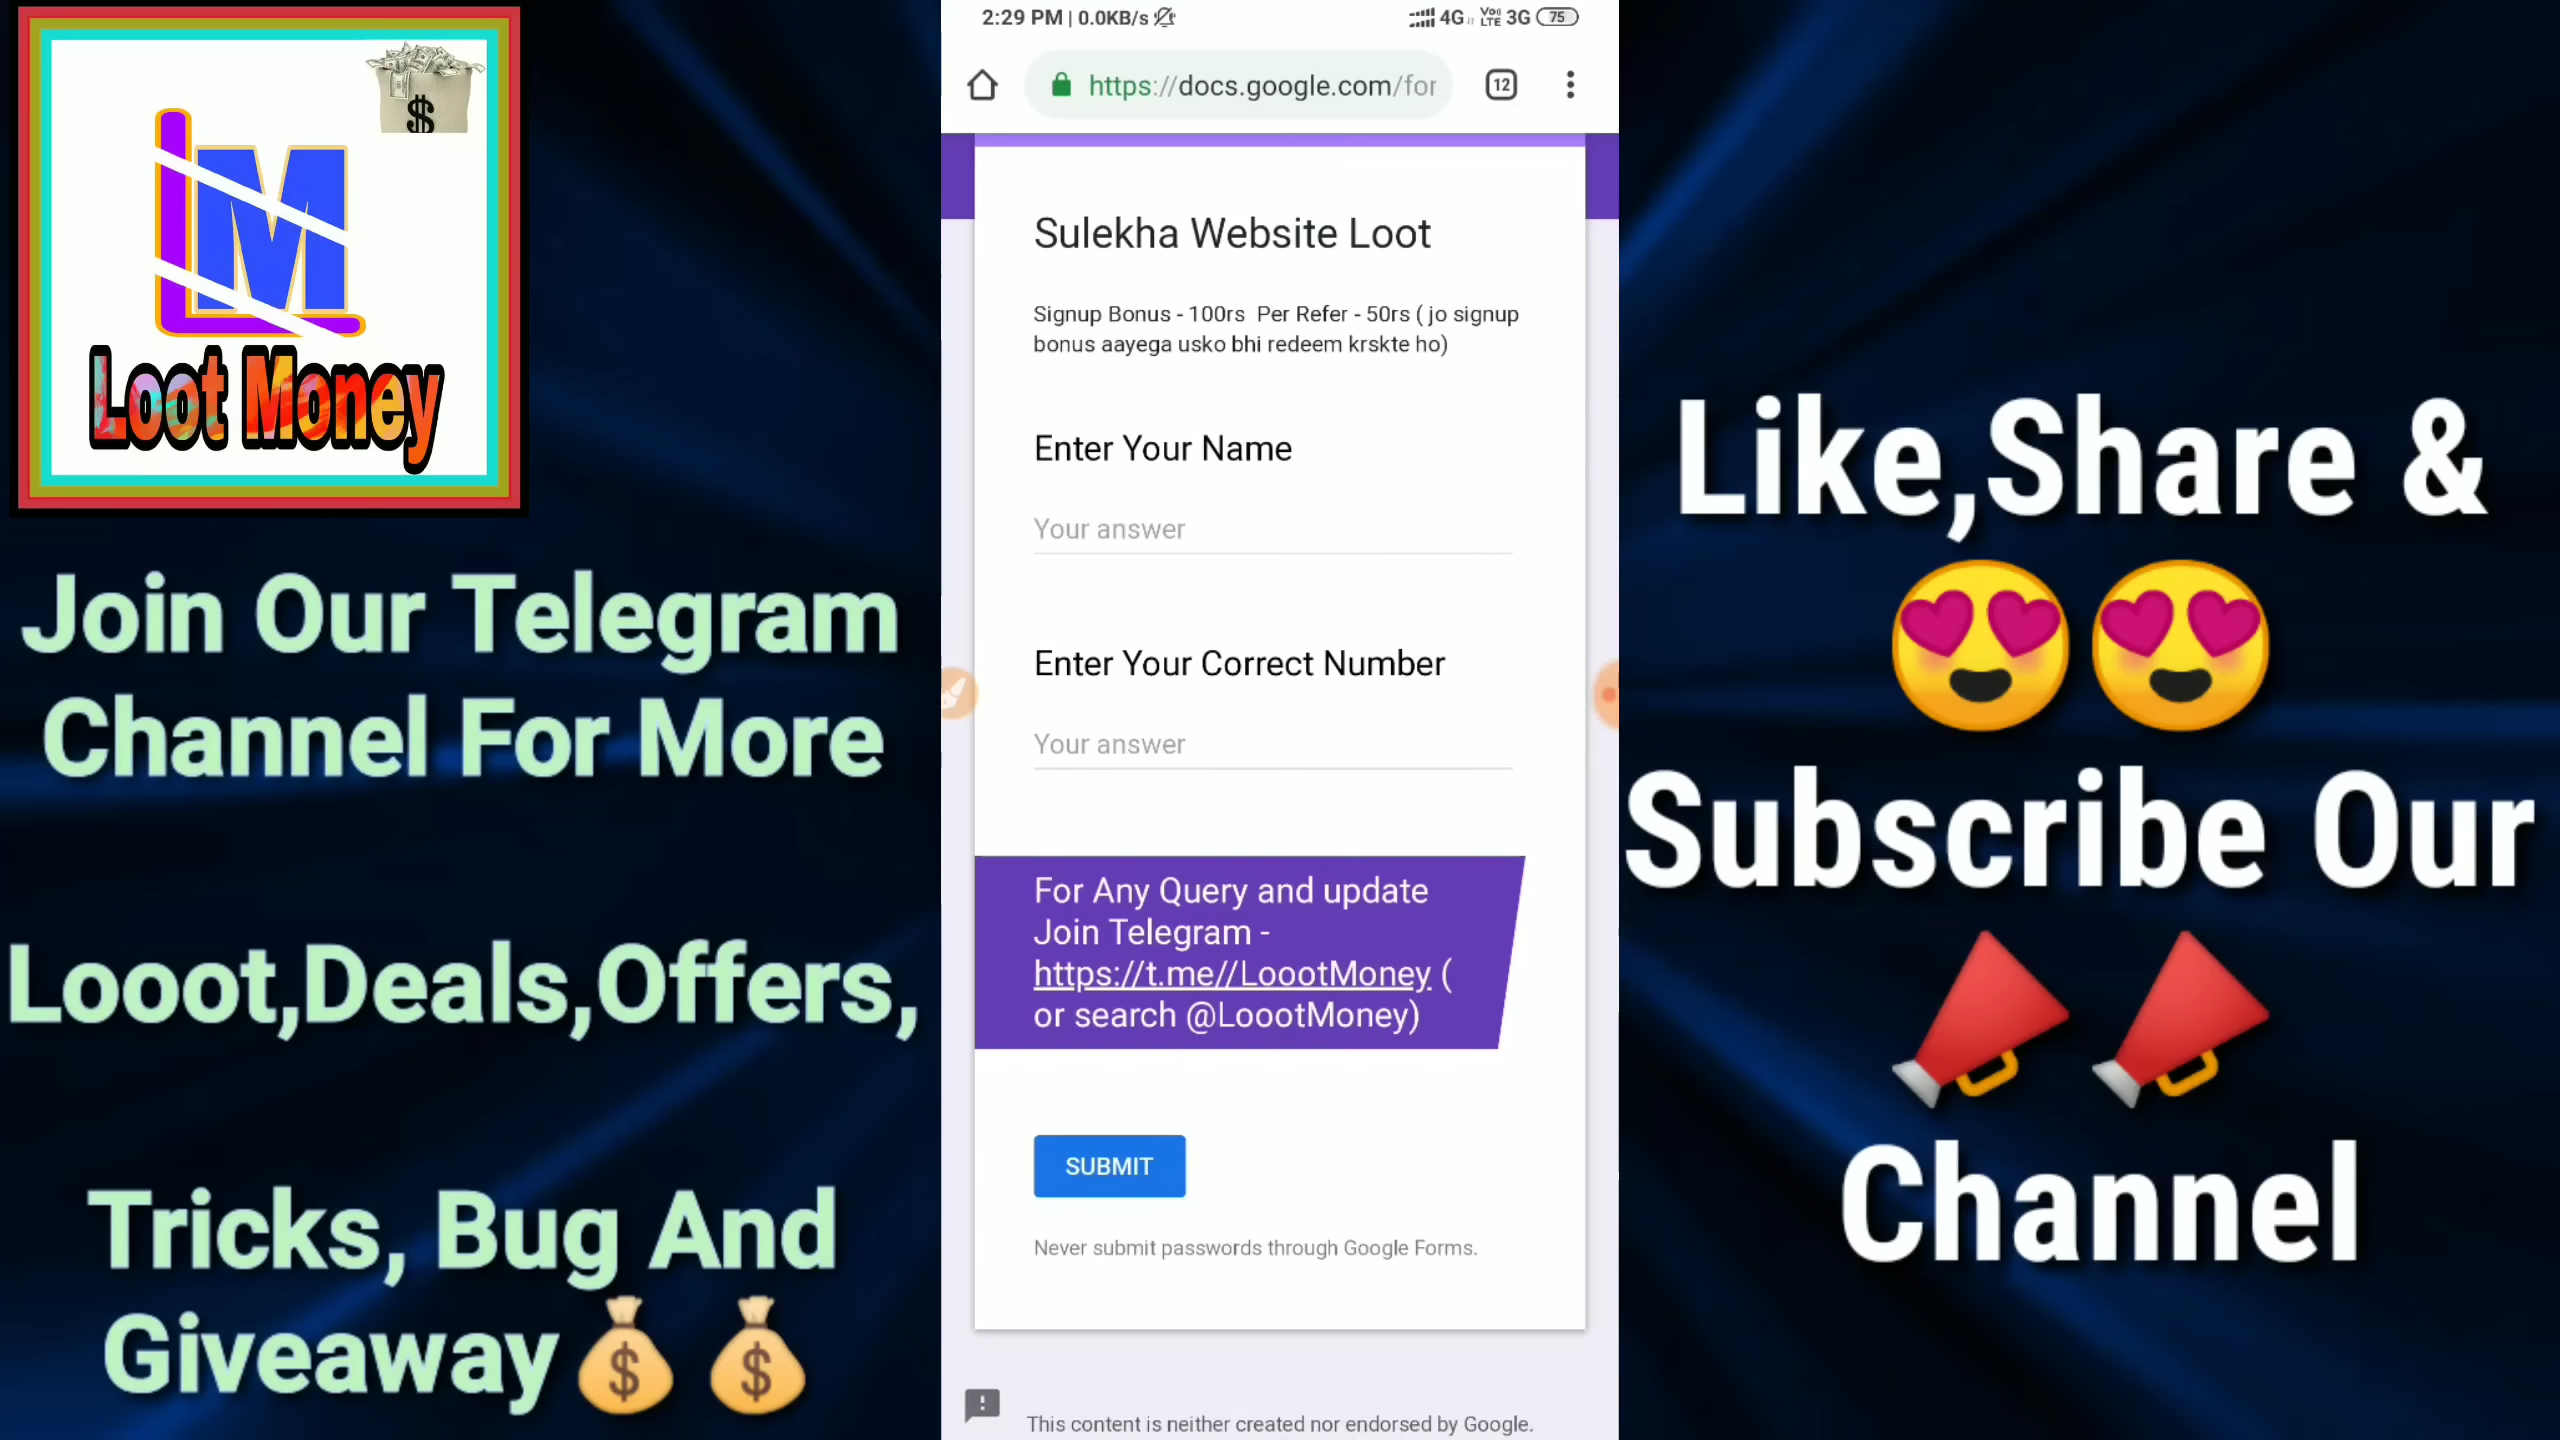 LM
$
Loot Money
Join Our Telegram
Channel For More
Looot,Deals,Offers,
Tricks, Bug And
Giveaway
2:29 PM | 0.0KB/s
4G Vo) LTE 3G 75
https://docs.google.com/for
12
Sulekha Website Loot
Signup Bonus - 100rs  Per Refer - 50rs ( jo signup
bonus aayega usko bhi redeem krskte ho)
Enter Your Name
Your answer
Enter Your Correct Number
Your answer
For Any Query and update
Join Telegram -
https://t.me//LoootMoney (
or search @LoootMoney)
SUBMIT
Never submit passwords through Google Forms.
This content is neither created nor endorsed by Google.
Like,Share &
Subscribe Our
Channel